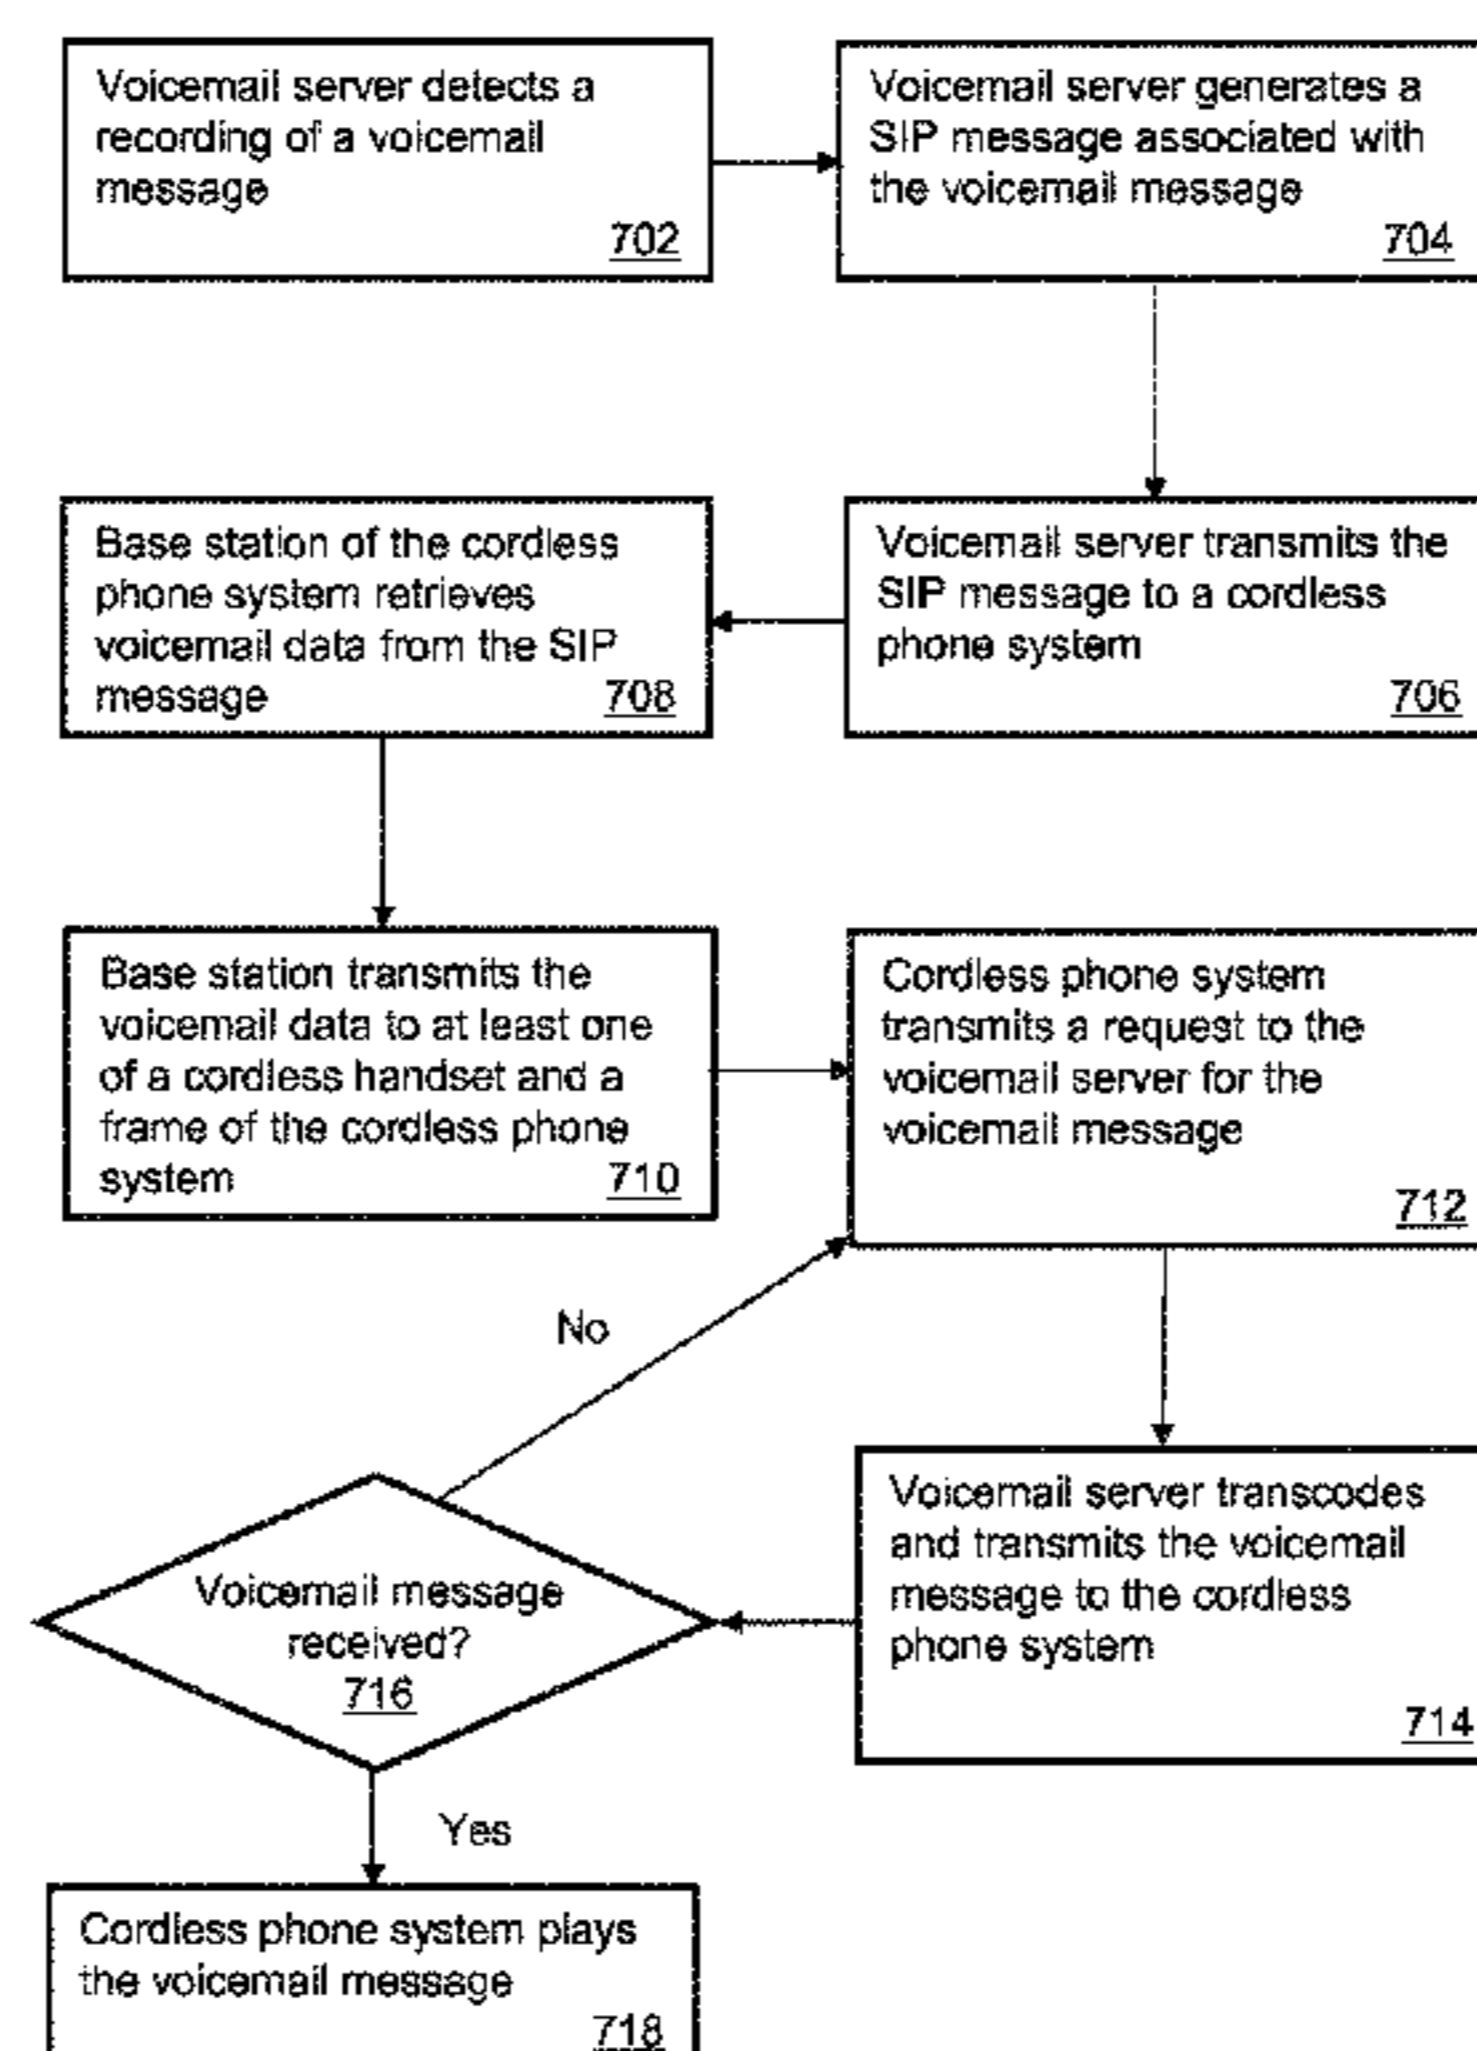 Voicemail server detects a
recording of a voicemail
message
702
Voicemail server generates a
SIP message associated with
the voicemail message
704
Voicemail server transmits the
SIP message to a cordless
phone system
706
Base station of the cordless
phone system retrieves
voicemail data from the SIP
message 708
Base station transmits the
voicemail data to at least one
of a cordless handset and a
frame of the cordless phone
system 710
Cordless phone system
transmits a request to the
voicemail server for the
voicemail message
712
Voicemail server transcodes
and transmits the voicemail
message to the cordless
phone system
714
No
Voicemail message
received?
716
Yes
Cordless phone system plays
the voicemail message
718